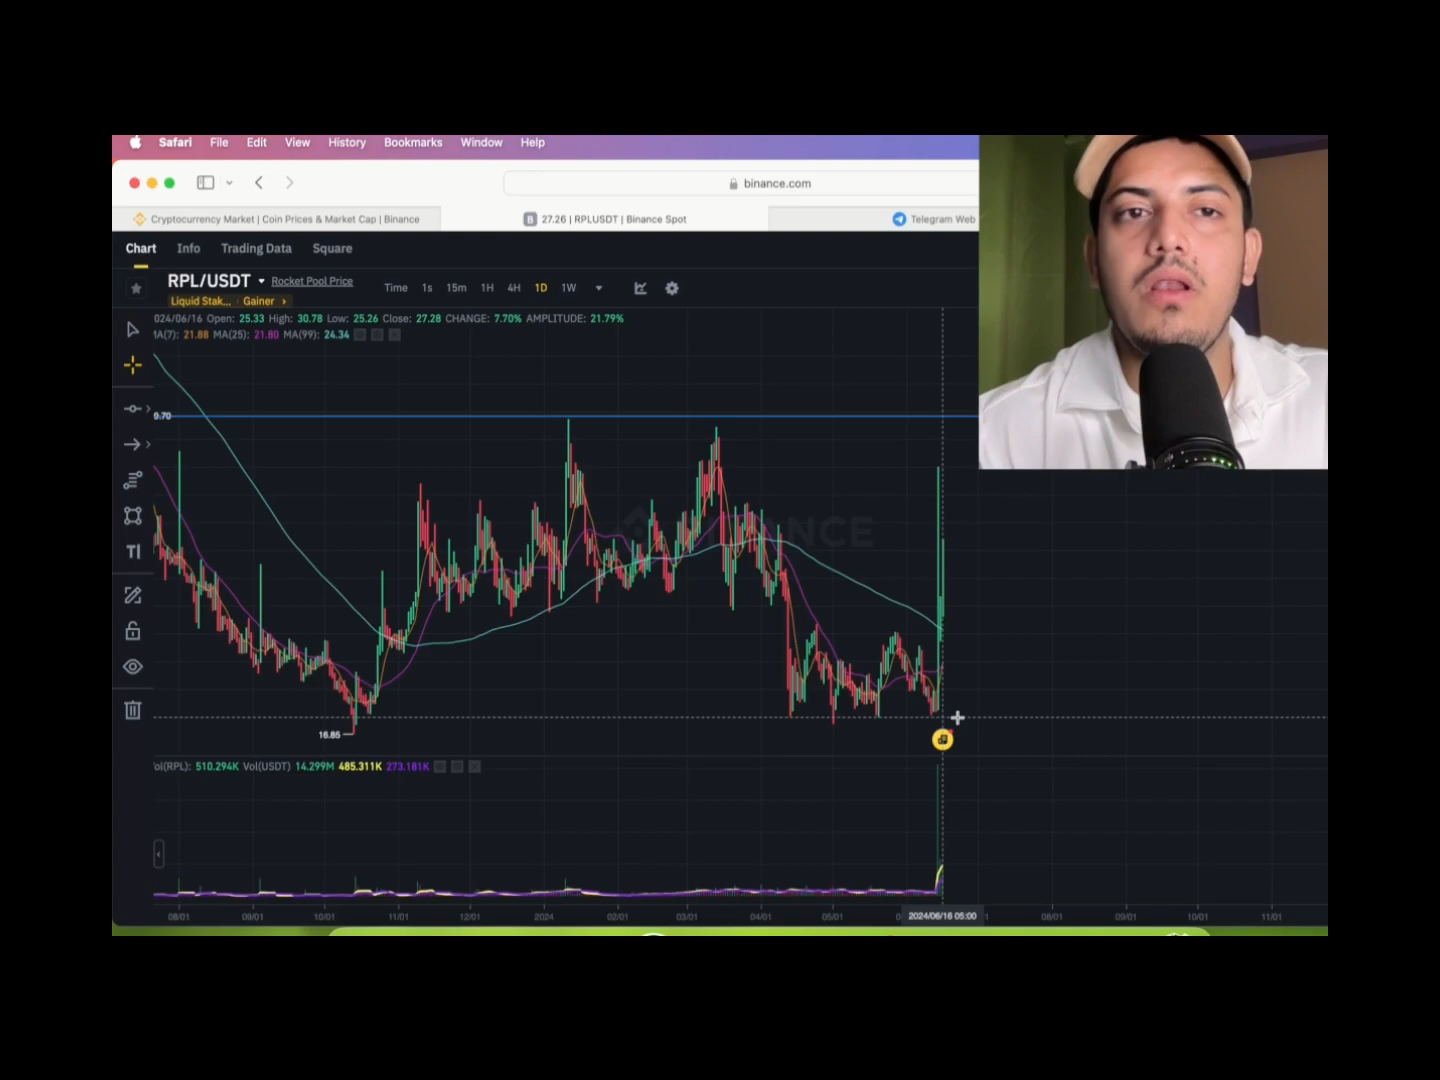 Safari File Edit View History Bookmarks Window Help
binance.com
Cryptocurrency Market | Coin Prices & Market Cap | Binance
27.26 | RPLUSDT | Binance Spot
Telegram Web
Chart Info Trading Data Square
RPL/USDT Rocket Pool Price Time 1s 15m 1H 4H 1D 1W
Liquid Stak... Gainer
024/06/16 Open: 25.33 High: 30.78 Low: 25.26 Close: 27.28 CHANGE: 7.70% AMPLITUDE: 21.79%
MA(7): 21.88 MA(25): 21.80 MA(99): 24.34
9.70
BINANCE
TI
16.85
ol(RPL): 510.294K Vol(USDT) 14.299M 485.311K 273.181K
08/01 09/01 10/01 11/01 12/01 2024 02/01 03/01 04/01 05/01 0 2024/06/16 05:00 1 08/01 09/01 10/01 11/01